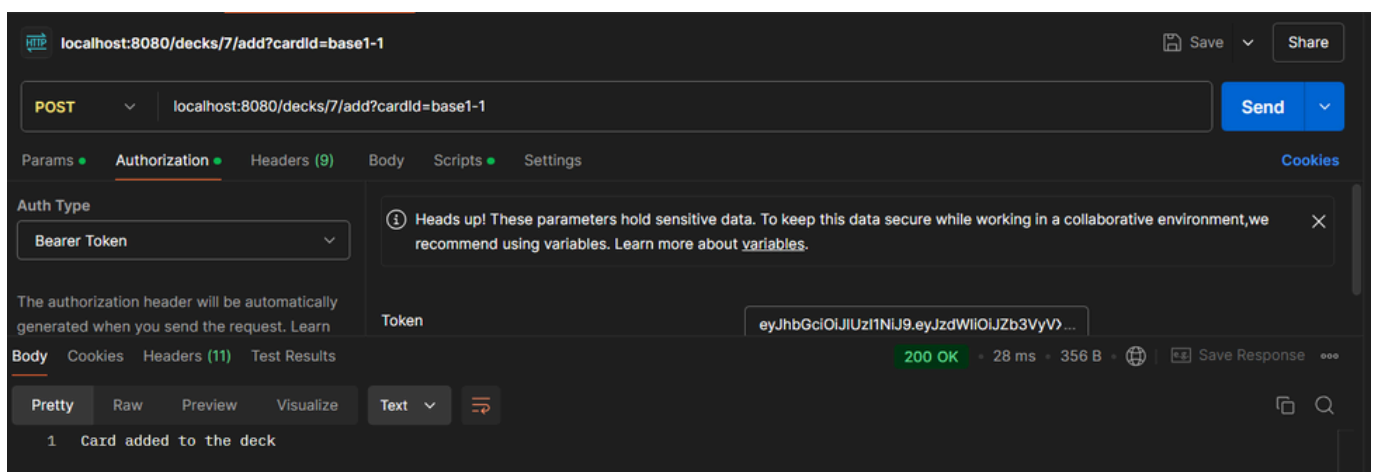 HTTP localhost:8080/decks/7/add?cardId=base1-1 Save Share
POST localhost:8080/decks/7/add?cardId=base1-1 Send
Params Authorization Headers (9) Body Scripts Settings Cookies
Auth Type
Bearer Token
Heads up! These parameters hold sensitive data. To keep this data secure while working in a collaborative environment,we
recommend using variables. Learn more about variables.
The authorization header will be automatically
generated when you send the request. Learn
Token eyJhbGciOiJIUzI1NiJ9.eyJzdWIiOiJZb3VyV...
Body Cookies Headers (11) Test Results 200 OK 28 ms 356 B e.g. Save Response
Pretty Raw Preview Visualize Text
1 Card added to the deck